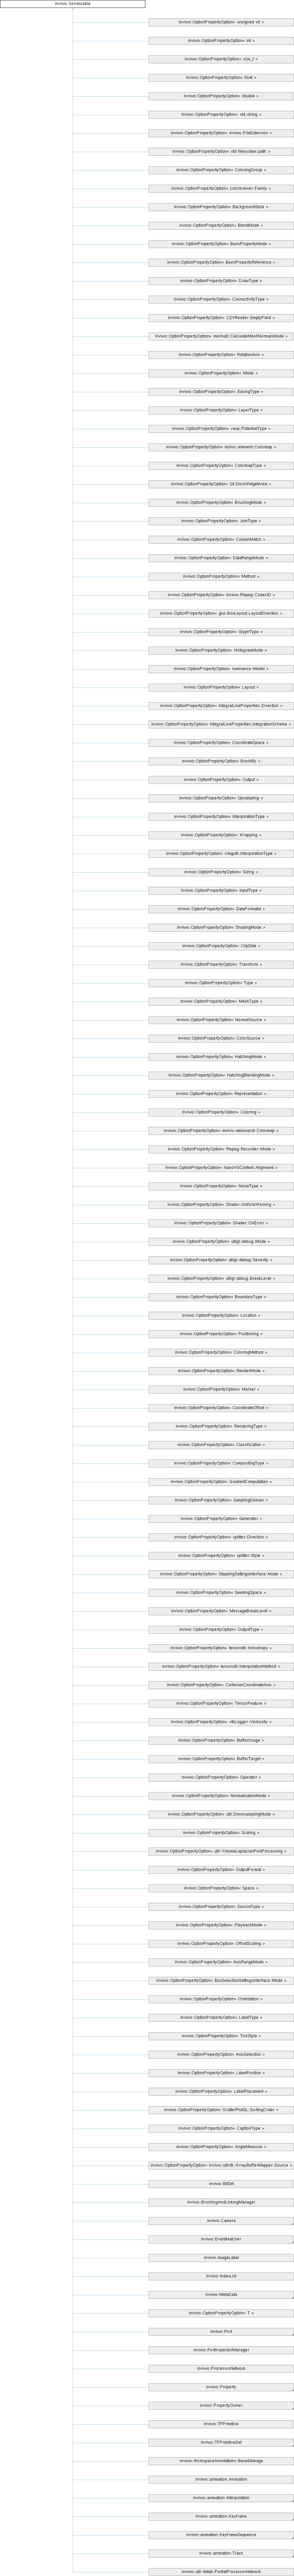 inviwo::Serializable
inviwo::OptionPropertyOption< unsigned int >
inviwo::OptionPropertyOption< int >
inviwo::OptionPropertyOption< size_t >
inviwo::OptionPropertyOption< float >
inviwo::OptionPropertyOption< double >
inviwo::OptionPropertyOption< std::string >
inviwo::OptionPropertyOption< inviwo::FileExtension >
inviwo::OptionPropertyOption< std::filesystem::path >
inviwo::OptionPropertyOption< ColoringGroup >
inviwo::OptionPropertyOption< colorbrewer::Family >
inviwo::OptionPropertyOption< BackgroundStyle >
inviwo::OptionPropertyOption< BlendMode >
inviwo::OptionPropertyOption< BasisPropertyMode >
inviwo::OptionPropertyOption< BasisPropertyReference >
inviwo::OptionPropertyOption< DrawType >
inviwo::OptionPropertyOption< ConnectivityType >
inviwo::OptionPropertyOption< CSVReader::EmptyField >
inviwo::OptionPropertyOption< meshutil::CalculateMeshNormalsMode >
inviwo::OptionPropertyOption< RotationAxis >
inviwo::OptionPropertyOption< Mode >
inviwo::OptionPropertyOption< EasingType >
inviwo::OptionPropertyOption< LayerType >
inviwo::OptionPropertyOption< vasp::PotentialType >
inviwo::OptionPropertyOption< molvis::element::Colormap >
inviwo::OptionPropertyOption< ColormapType >
inviwo::OptionPropertyOption< Qt::DockWidgetArea >
inviwo::OptionPropertyOption< BrushingMode >
inviwo::OptionPropertyOption< JoinType >
inviwo::OptionPropertyOption< ColumnMatch >
inviwo::OptionPropertyOption< DataRangeMode >
inviwo::OptionPropertyOption< Method >
inviwo::OptionPropertyOption< inviwo::ffmpeg::CodecID >
inviwo::OptionPropertyOption< glui::BoxLayout::LayoutDirection >
inviwo::OptionPropertyOption< GlyphType >
inviwo::OptionPropertyOption< HistogramMode >
inviwo::OptionPropertyOption< luminance::Model >
inviwo::OptionPropertyOption< Layout >
inviwo::OptionPropertyOption< IntegralLineProperties::Direction >
inviwo::OptionPropertyOption< IntegralLineProperties::IntegrationScheme >
inviwo::OptionPropertyOption< CoordinateSpace >
inviwo::OptionPropertyOption< BrushBy >
inviwo::OptionPropertyOption< Output >
inviwo::OptionPropertyOption< Upsampling >
inviwo::OptionPropertyOption< InterpolationType >
inviwo::OptionPropertyOption< Wrapping >
inviwo::OptionPropertyOption< cimgutil::InterpolationType >
inviwo::OptionPropertyOption< Sizing >
inviwo::OptionPropertyOption< InputType >
inviwo::OptionPropertyOption< DataFormatId >
inviwo::OptionPropertyOption< ShadingMode >
inviwo::OptionPropertyOption< ClipSide >
inviwo::OptionPropertyOption< Transform >
inviwo::OptionPropertyOption< Type >
inviwo::OptionPropertyOption< MeshType >
inviwo::OptionPropertyOption< NormalSource >
inviwo::OptionPropertyOption< ColorSource >
inviwo::OptionPropertyOption< HatchingMode >
inviwo::OptionPropertyOption< HatchingBlendingMode >
inviwo::OptionPropertyOption< Representation >
inviwo::OptionPropertyOption< Coloring >
inviwo::OptionPropertyOption< molvis::aminoacid::Colormap >
inviwo::OptionPropertyOption< ffmpeg::Recorder::Mode >
inviwo::OptionPropertyOption< NanoVGContext::Alignment >
inviwo::OptionPropertyOption< NoiseType >
inviwo::OptionPropertyOption< Shader::UniformWarning >
inviwo::OptionPropertyOption< Shader::OnError >
inviwo::OptionPropertyOption< utilgl::debug::Mode >
inviwo::OptionPropertyOption< utilgl::debug::Severity >
inviwo::OptionPropertyOption< utilgl::debug::BreakLevel >
inviwo::OptionPropertyOption< BoundaryType >
inviwo::OptionPropertyOption< Location >
inviwo::OptionPropertyOption< Positioning >
inviwo::OptionPropertyOption< ColoringMethod >
inviwo::OptionPropertyOption< RenderMode >
inviwo::OptionPropertyOption< Marker >
inviwo::OptionPropertyOption< CoordinateOffset >
inviwo::OptionPropertyOption< RenderingType >
inviwo::OptionPropertyOption< Classification >
inviwo::OptionPropertyOption< CompositingType >
inviwo::OptionPropertyOption< GradientComputation >
inviwo::OptionPropertyOption< SamplingDomain >
inviwo::OptionPropertyOption< Generator >
inviwo::OptionPropertyOption< splitter::Direction >
inviwo::OptionPropertyOption< splitter::Style >
inviwo::OptionPropertyOption< StipplingSettingsInterface::Mode >
inviwo::OptionPropertyOption< SeedingSpace >
inviwo::OptionPropertyOption< MessageBreakLevel >
inviwo::OptionPropertyOption< OutputType >
inviwo::OptionPropertyOption< tensorutil::Anisotropy >
inviwo::OptionPropertyOption< tensorutil::InterpolationMethod >
inviwo::OptionPropertyOption< CartesianCoordinateAxis >
inviwo::OptionPropertyOption< TensorFeature >
inviwo::OptionPropertyOption< vtkLogger::Verbosity >
inviwo::OptionPropertyOption< BufferUsage >
inviwo::OptionPropertyOption< BufferTarget >
inviwo::OptionPropertyOption< Operator >
inviwo::OptionPropertyOption< NormalizationMode >
inviwo::OptionPropertyOption< util::DownsamplingMode >
inviwo::OptionPropertyOption< Scaling >
inviwo::OptionPropertyOption< util::VolumeLaplacianPostProcessing >
inviwo::OptionPropertyOption< OutputFormat >
inviwo::OptionPropertyOption< Space >
inviwo::OptionPropertyOption< SourceType >
inviwo::OptionPropertyOption< PlaybackMode >
inviwo::OptionPropertyOption< OffsetScaling >
inviwo::OptionPropertyOption< AxisRangeMode >
inviwo::OptionPropertyOption< BoxSelectionSettingsInterface::Mode >
inviwo::OptionPropertyOption< Orientation >
inviwo::OptionPropertyOption< LabelType >
inviwo::OptionPropertyOption< TickStyle >
inviwo::OptionPropertyOption< AxisSelection >
inviwo::OptionPropertyOption< LabelPosition >
inviwo::OptionPropertyOption< LabelPlacement >
inviwo::OptionPropertyOption< ScatterPlotGL::SortingOrder >
inviwo::OptionPropertyOption< CaptionType >
inviwo::OptionPropertyOption< AngleMeasure >
inviwo::OptionPropertyOption< inviwo::utilvtk::ArrayBufferMapper::Source >
inviwo::BitSet
inviwo::BrushingAndLinkingManager
inviwo::Camera
inviwo::EventMatcher
inviwo::ImageLabel
inviwo::IndexList
inviwo::MetaData
inviwo::OptionPropertyOption< T >
inviwo::Port
inviwo::PortInspectorManager
inviwo::ProcessorNetwork
inviwo::Property
inviwo::PropertyOwner
inviwo::TFPrimitive
inviwo::TFPrimitiveSet
inviwo::WorkspaceAnnotations::Base64Image
inviwo::animation::Animation
inviwo::animation::Interpolation
inviwo::animation::Keyframe
inviwo::animation::KeyframeSequence
inviwo::animation::Track
inviwo::util::detail::PartialProcessorNetwork